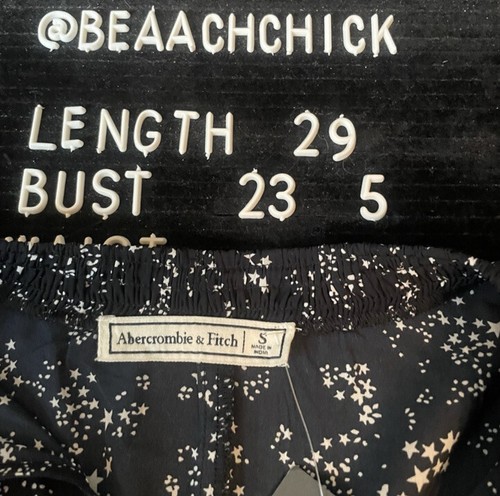 @BEAACHCHICK
LENGTH 29
BUST 23 5
Abercrombie & Fitch
S
MADE IN
INDIA